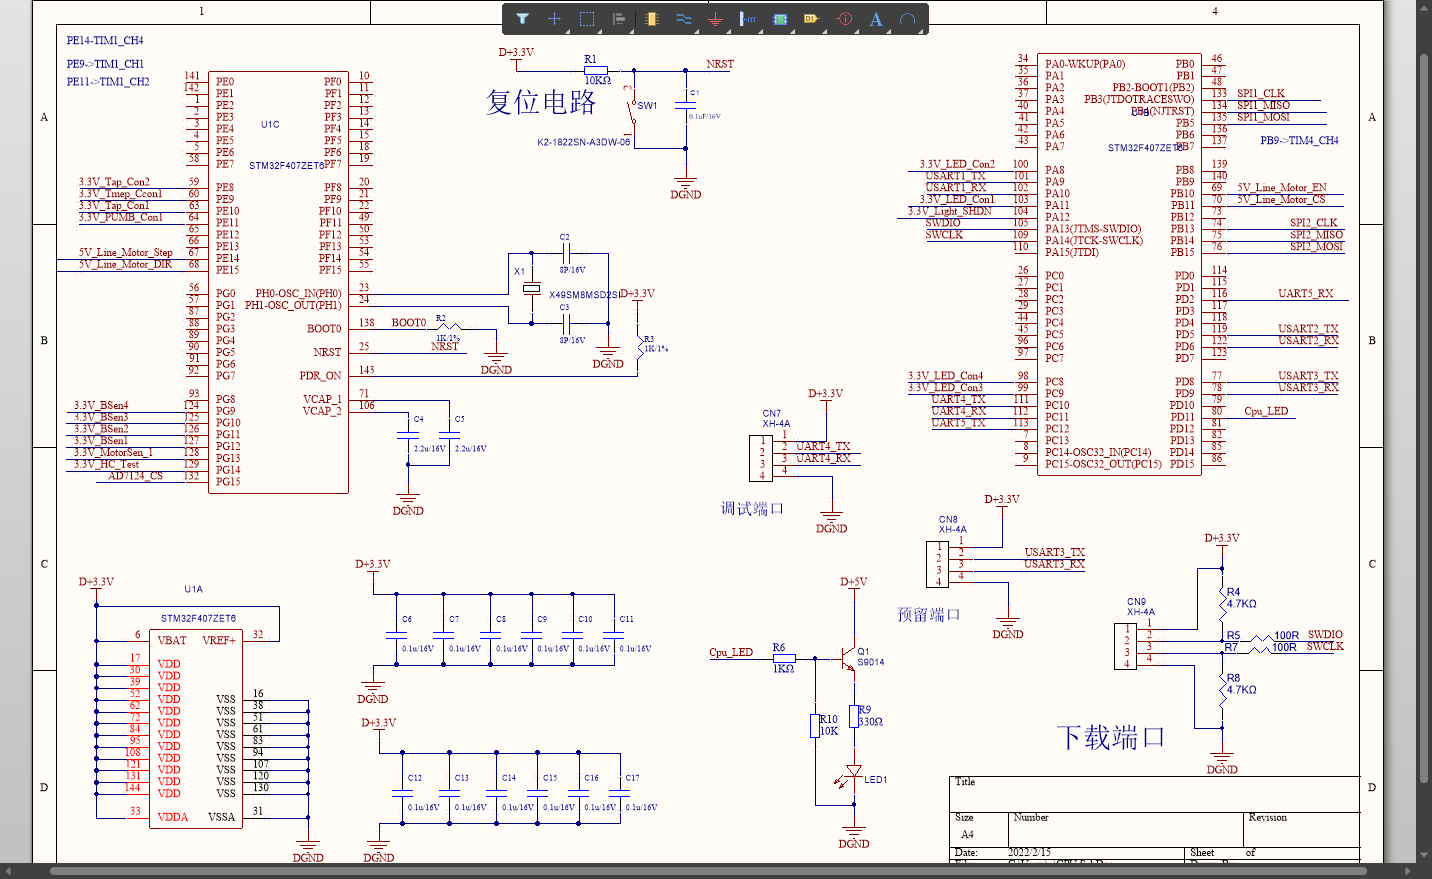 1
4
PE14-TIM1_CH4
PE9->TIM1_CH1
PE11->TIM1_CH2
A
B
C
D
141 PE0 PF0 10
142 PE1 PF1 11
1 PE2 PF2 12
2 PE3 PF3 13
3 PE4 PF4 14
4 PE5 PF5 15
5 PE6 PF6 18
58 PE7 PF7 19
U1C
STM32F407ZET6
3.3V_Tap_Con2 59 PE8 PF8 20
3.3V_Tmep_Ccon1 60 PE9 PF9 21
3.3V_Tap_Con1 63 PE10 PF10 22
3.3V_PUMB_Con1 64 PE11 PF11 49
65 PE12 PF12 50
66 PE13 PF13 53
5V_Line_Motor_Step 67 PE14 PF14 54
5V_Line_Motor_DIR 68 PE15 PF15 55
56 PG0 PH0-OSC_IN(PH0) 23
57 PG1 PH1-OSC_OUT(PH1) 24
87 PG2
88 PG3 BOOT0 138 BOOT0
89 PG4
90 PG5 NRST 25 NRST
91 PG6
92 PG7 PDR_ON 143
93 PG8 VCAP_1 71
3.3V_BSen4 124 PG9 VCAP_2 106
3.3V_BSen3 125 PG10
3.3V_BSen2 126 PG11
3.3V_BSen1 127 PG12
3.3V_MotorSen_1 128 PG13
3.3V_HC_Test 129 PG14
AD7124_CS 132 PG15
R2
1K/1%
DGND
C4
2.2u/16V
C5
2.2u/16V
DGND
D+3.3V
R1
10KΩ
NRST
复位电路
2
SW1
1
C1
0.1uF/16V
K2-1822SN-A3DW-06
DGND
C2
8P/16V
X1
X49SM8MSD2SI
C3
8P/16V
DGND
D+3.3V
R3
1K/1%
34 PA0-WKUP(PA0) PB0 46
35 PA1 PB1 47
36 PA2 PB2-BOOT1(PB2) 48
37 PA3 PB3(JTDOTRACESWO) 133 SPI1_CLK
40 PA4 PB4(NJTRST) 134 SPI1_MISO
41 PA5 PB5 135 SPI1_MOSI
42 PA6 PB6 136
43 PA7 PB7 137
STM32F407ZET6
PB9->TIM4_CH4
3.3V_LED_Con2 100 PA8 PB8 139
USART1_TX 101 PA9 PB9 140
USART1_RX 102 PA10 PB10 69 5V_Line_Motor_EN
3.3V_LED_Con1 103 PA11 PB11 70 5V_Line_Motor_CS
3.3V_Light_SHDN 104 PA12 PB12 73
SWDIO 105 PA13(JTMS-SWDIO) PB13 74 SPI2_CLK
SWCLK 109 PA14(JTCK-SWCLK) PB14 75 SPI2_MISO
110 PA15(JTDI) PB15 76 SPI2_MOSI
26 PC0 PD0 114
27 PC1 PD1 115
28 PC2 PD2 116 UART5_RX
29 PC3 PD3 117
44 PC4 PD4 118
45 PC5 PD5 119 USART2_TX
96 PC6 PD6 122 USART2_RX
97 PC7 PD7 123
3.3V_LED_Con4 98 PC8 PD8 77 USART3_TX
3.3V_LED_Con3 99 PC9 PD9 78 USART3_RX
UART4_TX 111 PC10 PD10 79
UART4_RX 112 PC11 PD11 80 Cpu_LED
UART5_TX 113 PC12 PD12 81
7 PC13 PD13 82
8 PC14-OSC32_IN(PC14) PD14 85
9 PC15-OSC32_OUT(PC15) PD15 86
D+3.3V
CN7
XH-4A
1 1
2 2 UART4_TX
3 3 UART4_RX
4 4
DGND
调试端口
D+3.3V
CN8
XH-4A
1 1
2 2 USART3_TX
3 3 USART3_RX
4 4
DGND
预留端口
D+3.3V
CN9
XH-4A
1 1
2 2
3 3
4 4
R4
4.7KΩ
R5 100R SWDIO
R7 100R SWCLK
R8
4.7KΩ
DGND
下载端口
D+3.3V
U1A
STM32F407ZET6
6 VBAT VREF+ 32
17 VDD
30 VDD
39 VDD
52 VDD VSS 16
62 VDD VSS 38
72 VDD VSS 51
84 VDD VSS 61
95 VDD VSS 83
108 VDD VSS 94
121 VDD VSS 107
131 VDD VSS 120
144 VDD VSS 130
33 VDDA VSSA 31
DGND
D+3.3V
C6 C7 C8 C9 C10 C11
0.1u/16V 0.1u/16V 0.1u/16V 0.1u/16V 0.1u/16V 0.1u/16V
DGND
D+3.3V
C12 C13 C14 C15 C16 C17
0.1u/16V 0.1u/16V 0.1u/16V 0.1u/16V 0.1u/16V 0.1u/16V
DGND
D+5V
Cpu_LED
R6
1KΩ
Q1
S9014
R10
10K
R9
330Ω
LED1
DGND
Title
Size Number Revision
A4
Date: 2022/2/15 Sheet of